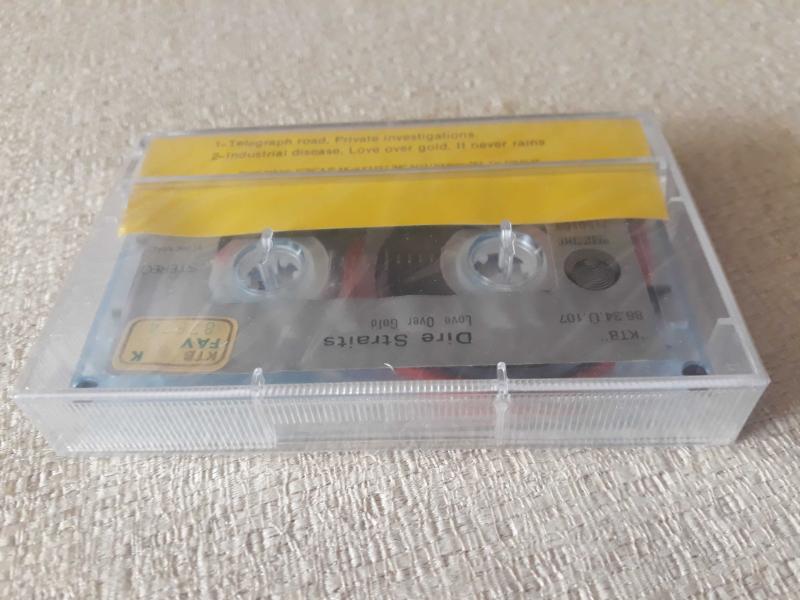 1-Telegraph road. Private investigations.
2-Industrial disease. Love over gold. It never rains
STEREO
"KTB"
86.34.Ü.107
Dire Straits
Love Over Gold
KTB K
FAV